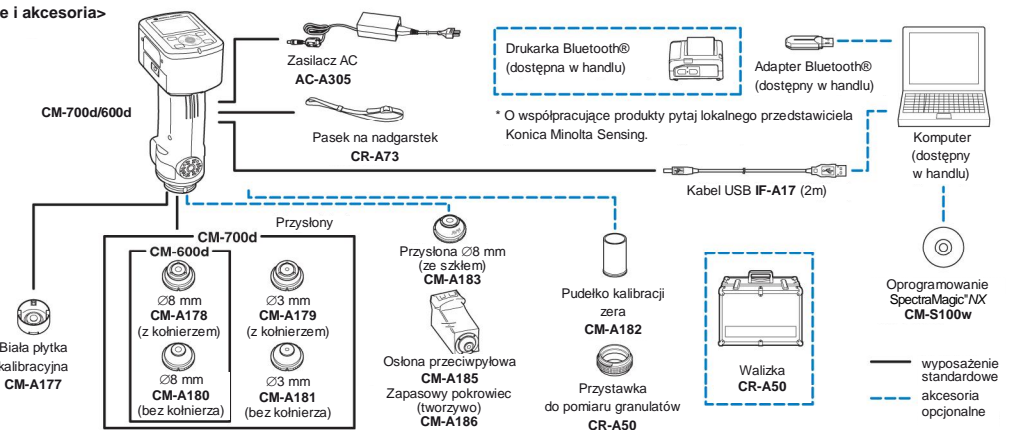 e i akcesoria>
CM-700d/600d
Zasilacz AC
AC-A305
Pasek na nadgarstek
CR-A73
Drukarka Bluetooth®
(dostępna w handlu)
Adapter Bluetooth®
(dostępny w handlu)
* O współpracujące produkty pytaj lokalnego przedstawiciela
Konica Minolta Sensing.
Komputer
(dostępny
w handlu)
Kabel USB IF-A17 (2m)
Biała płytka
kalibracyjna
CM-A177
Przysłony
CM-700d
CM-600d
Ø8 mm
CM-A178
(z kołnierzem)
Ø3 mm
CM-A179
(z kołnierzem)
Ø8 mm
CM-A180
(bez kołnierza)
Ø3 mm
CM-A181
(bez kołnierza)
Przysłona Ø8 mm
(ze szkłem)
CM-A183
Osłona przeciwpyłowa
CM-A185
Zapasowy pokrowiec
(tworzywo)
CM-A186
Pudełko kalibracji
zera
CM-A182
Przystawka
do pomiaru granulatów
CR-A50
Walizka
CR-A50
Oprogramowanie
SpectraMagic™NX
CM-S100w
wyposażenie
standardowe
akcesoria
opcjonalne